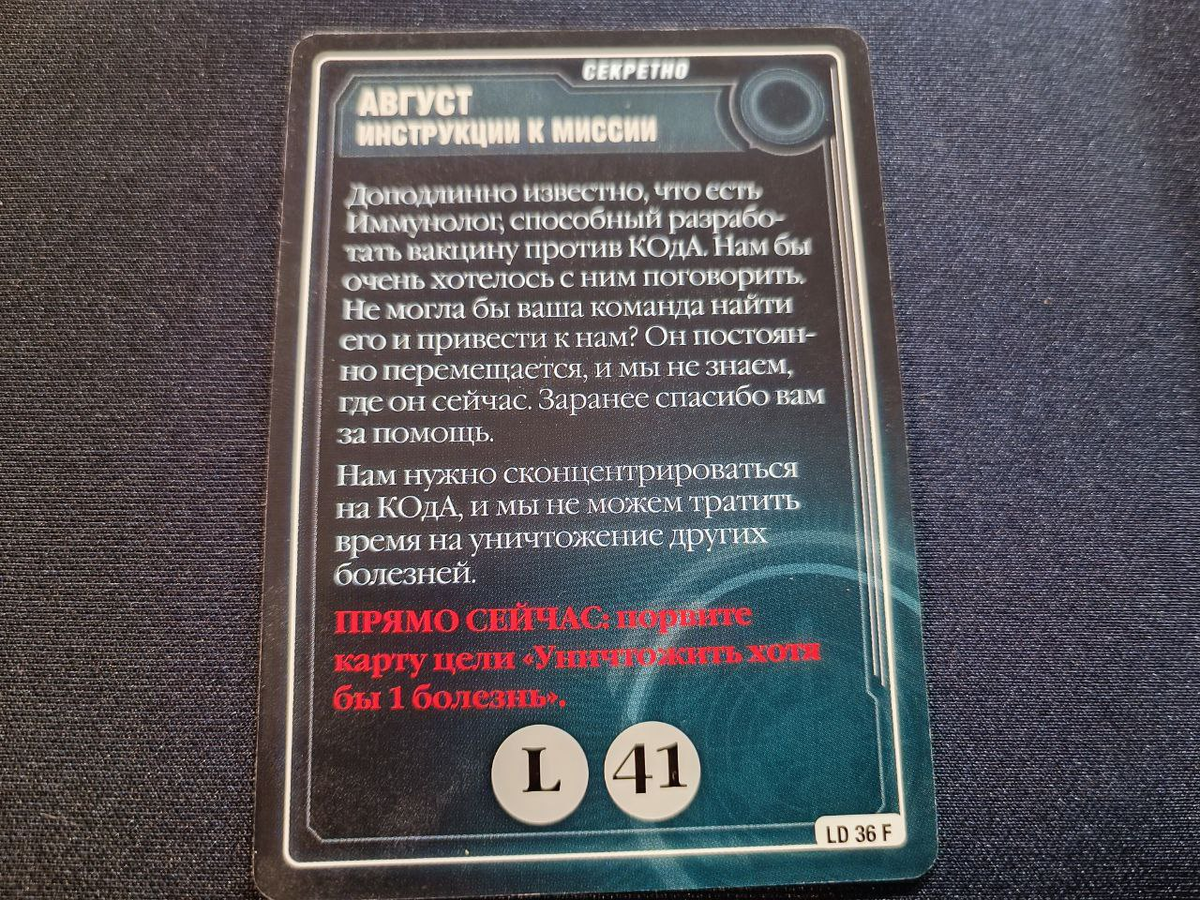 СЕКРЕТНО
АВГУСТ
ИНСТРУКЦИИ К МИССИИ
Доподлинно известно, что есть
Иммунолог, способный разрабо-
тать вакцину против КОдА. Нам бы
очень хотелось с ним поговорить.
Не могла бы ваша команда найти
его и привести к нам? Он постоян-
но перемещается, и мы не знаем,
где он сейчас. Заранее спасибо вам
за помощь.
Нам нужно сконцентрироваться
на КОдА, и мы не можем тратить
время на уничтожение других
болезней.
ПРЯМО СЕЙЧАС: порвите
карту цели «Уничтожить хотя
бы 1 болезнь».
L 41
LD 36 F